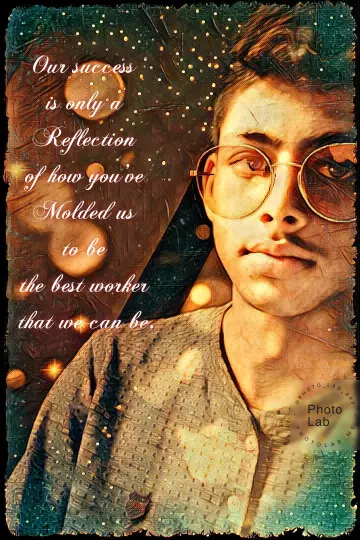 Our success
is only a
Reflection
of how you've
Molded us
to be
the best worker
that we can be.
Photo
Lab